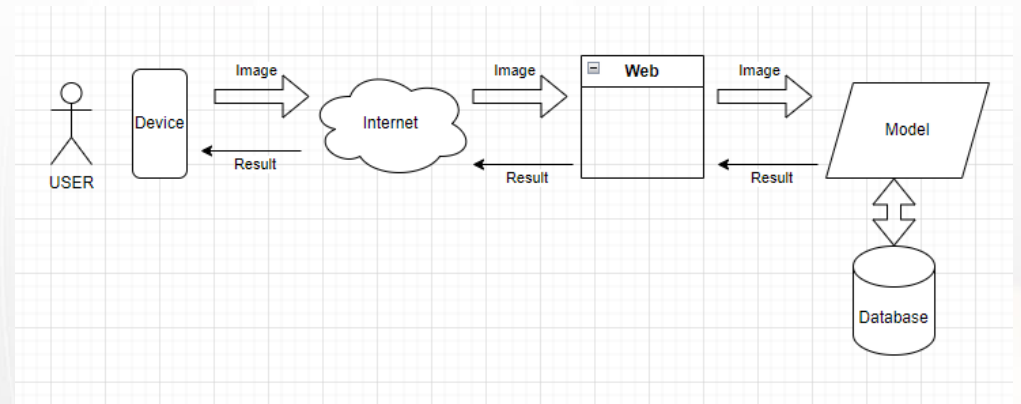 USER
Device
Image
Result
Internet
Image
Result
Web
Image
Result
Model
Database